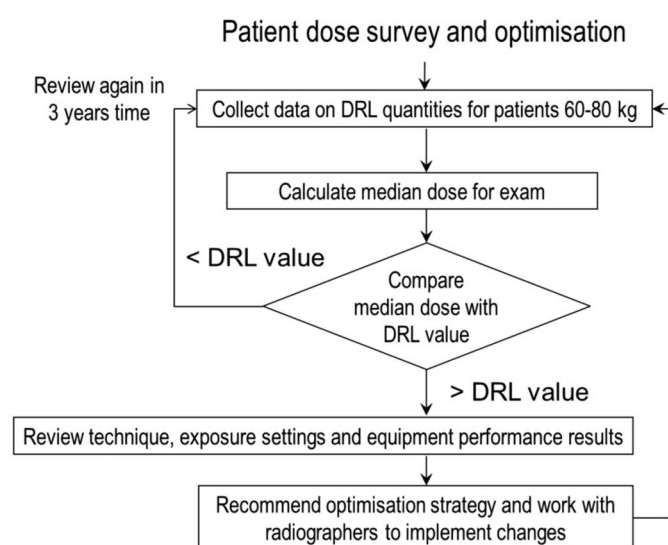 Patient dose survey and optimisation
Review again in
3 years time
Collect data on DRL quantities for patients 60-80 kg
Calculate median dose for exam
< DRL value
Compare
median dose with
DRL value
> DRL value
Review technique, exposure settings and equipment performance results
Recommend optimisation strategy and work with
radiographers to implement changes